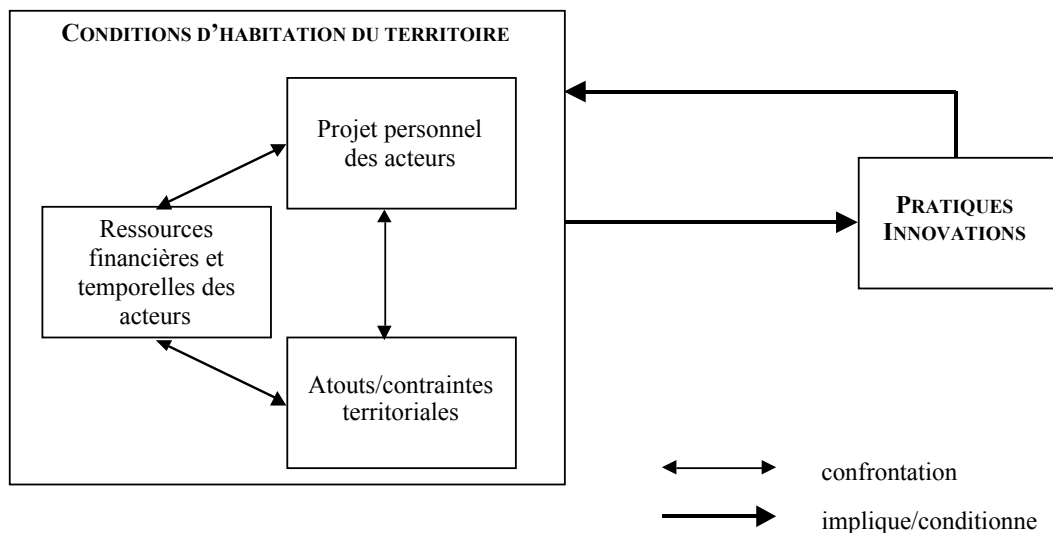 CONDITIONS D’HABITATION DU TERRITOIRE
Projet personnel
des acteurs
Ressources
financières et
temporelles des
acteurs
Atouts/contraintes
territoriales
PRATIQUES
INNOVATIONS
confrontation
implique/conditionne